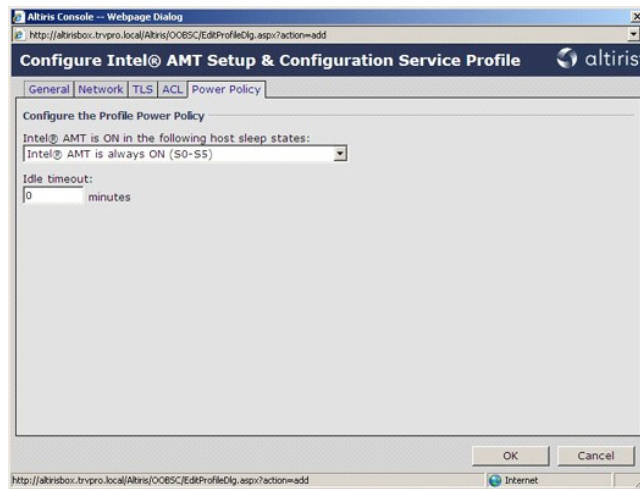 Altiris Console -- Webpage Dialog
http://altirisbox.trvpro.local/Altiris/OOBSC/EditProfileDlg.aspx?action=add
Configure Intel® AMT Setup & Configuration Service Profile
altiris
General Network TLS ACL Power Policy
Configure the Profile Power Policy
Intel® AMT is ON in the following host sleep states:
Intel® AMT is always ON (S0-S5)
Idle timeout:
0 minutes
OK Cancel
http://altirisbox.trvpro.local/Altiris/OOBSC/EditProfileDlg.aspx?action=add Internet